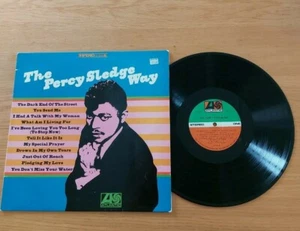 STEREO
The
Percy Sledge
Way
The Dark End Of The Street
You Send Me
I Had A Talk With My Woman
What Am I Living For
I've Been Loving You Too Long
(To Stop Now)
Tell It Like It Is
My Special Prayer
Drown In My Own Tears
Just Out Of Reach
Pledging My Love
You Don't Miss Your Water
ATLANTIC